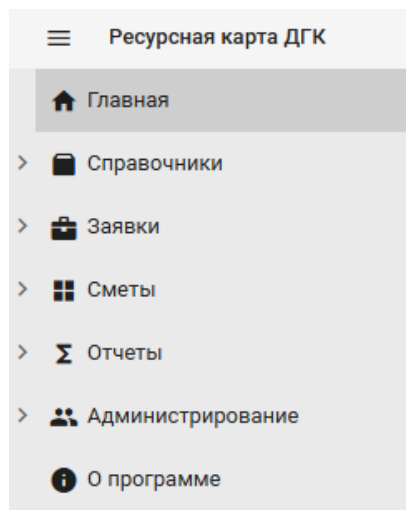 Ресурсная карта ДГК
Главная
Справочники
Заявки
Сметы
Отчеты
Администрирование
О программе